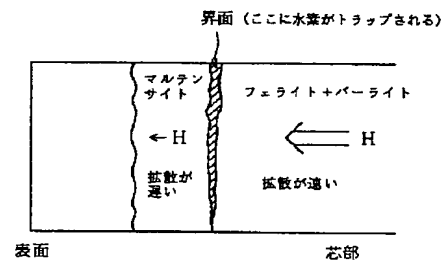 界面（ここに水素がトラップされる）
マルテン
サイト
フェライト＋パーライト
← H
H
拡散が
遅い
拡散が速い
表面
芯部